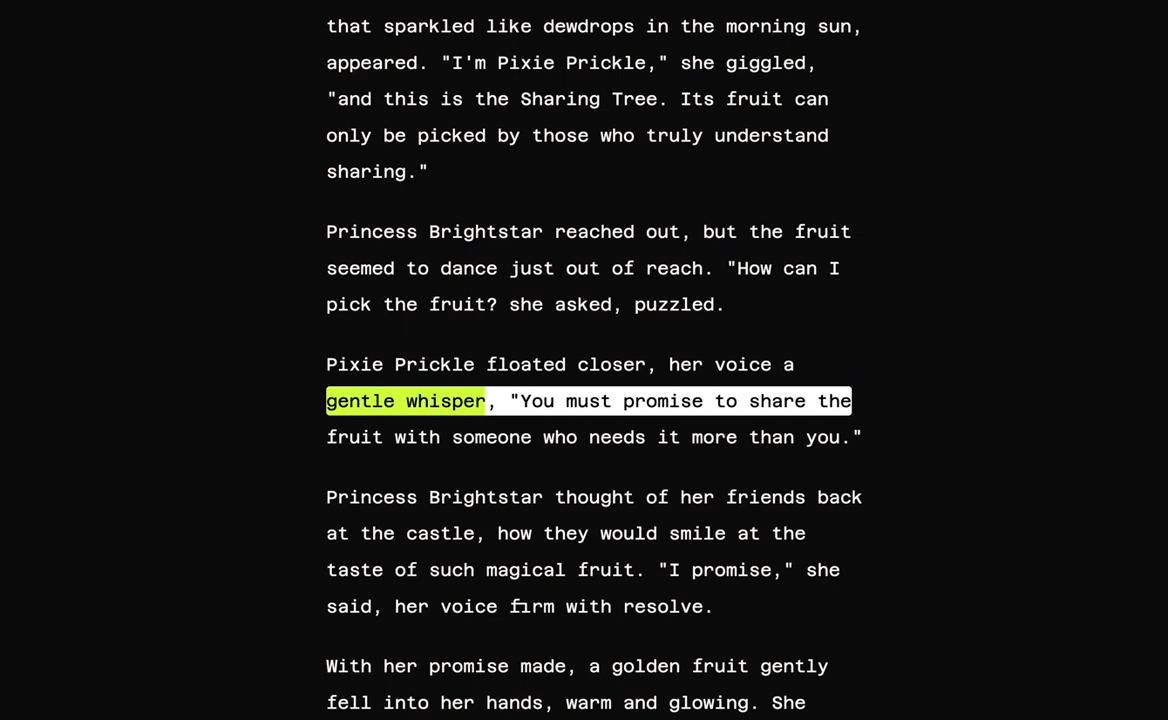 that sparkled like dewdrops in the morning sun,
appeared. "I'm Pixie Prickle," she giggled,
"and this is the Sharing Tree. Its fruit can
only be picked by those who truly understand
sharing."
Princess Brightstar reached out, but the fruit
seemed to dance just out of reach. "How can I
pick the fruit? she asked, puzzled.
Pixie Prickle floated closer, her voice a
gentle whisper, "You must promise to share the
fruit with someone who needs it more than you."
Princess Brightstar thought of her friends back
at the castle, how they would smile at the
taste of such magical fruit. "I promise," she
said, her voice firm with resolve.
With her promise made, a golden fruit gently
fell into her hands, warm and glowing. She